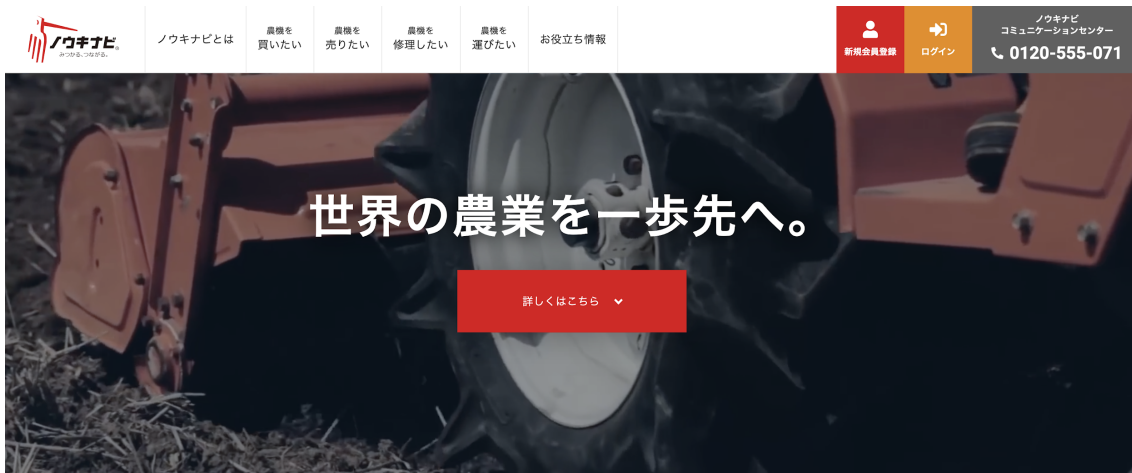 ノウキナビ
みつかる、つながる。
ノウキナビとは
農機を
買いたい
農機を
売りたい
農機を
修理したい
農機を
運びたい
お役立ち情報
新規会員登録
ログイン
ノウキナビ
コミュニケーションセンター
0120-555-071
世界の農業を一歩先へ。
詳しくはこちら